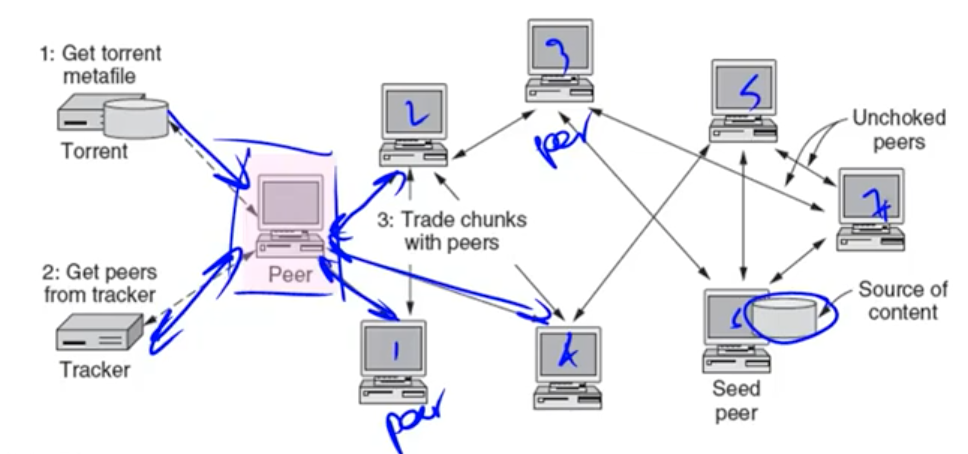 1: Get torrent
metafile
Torrent
2: Get peers
from tracker
Tracker
Peer
3: Trade chunks
with peers
2
3
peer
5
Unchoked
peers
7
1
peer
6
Seed
peer
Source of
content